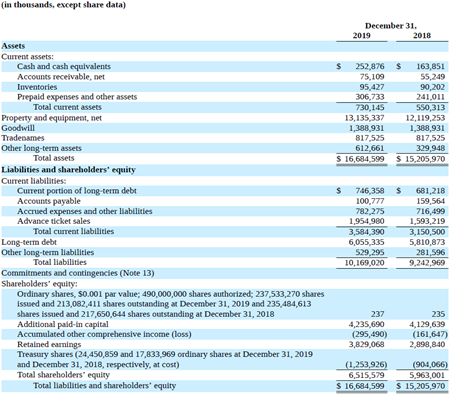 (in thousands, except share data)
December 31,
2019 2018
Assets
Current assets:
Cash and cash equivalents $ 252,876 $ 163,851
Accounts receivable, net 75,109 55,249
Inventories 95,427 90,202
Prepaid expenses and other assets 306,733 241,011
Total current assets 730,145 550,313
Property and equipment, net 13,135,337 12,119,253
Goodwill 1,388,931 1,388,931
Tradenames 817,525 817,525
Other long-term assets 612,661 329,948
Total assets $ 16,684,599 $ 15,205,970
Liabilities and shareholders' equity
Current liabilities:
Current portion of long-term debt $ 746,358 $ 681,218
Accounts payable 100,777 159,564
Accrued expenses and other liabilities 782,275 716,499
Advance ticket sales 1,954,980 1,593,219
Total current liabilities 3,584,390 3,150,500
Long-term debt 6,055,335 5,810,873
Other long-term liabilities 529,295 281,596
Total liabilities 10,169,020 9,242,969
Commitments and contingencies (Note 13)
Shareholders' equity:
Ordinary shares, $0.001 par value; 490,000,000 shares authorized; 237,533,270 shares
issued and 213,082,411 shares outstanding at December 31, 2019 and 235,484,613
shares issued and 217,650,644 shares outstanding at December 31, 2018 237 235
Additional paid-in capital 4,235,690 4,129,639
Accumulated other comprehensive income (loss) (295,490) (161,647)
Retained earnings 3,829,068 2,898,840
Treasury shares (24,450,859 and 17,833,969 ordinary shares at December 31, 2019
and December 31, 2018, respectively, at cost) (1,253,926) (904,066)
Total shareholders' equity 6,515,579 5,963,001
Total liabilities and shareholders' equity $ 16,684,599 $ 15,205,970